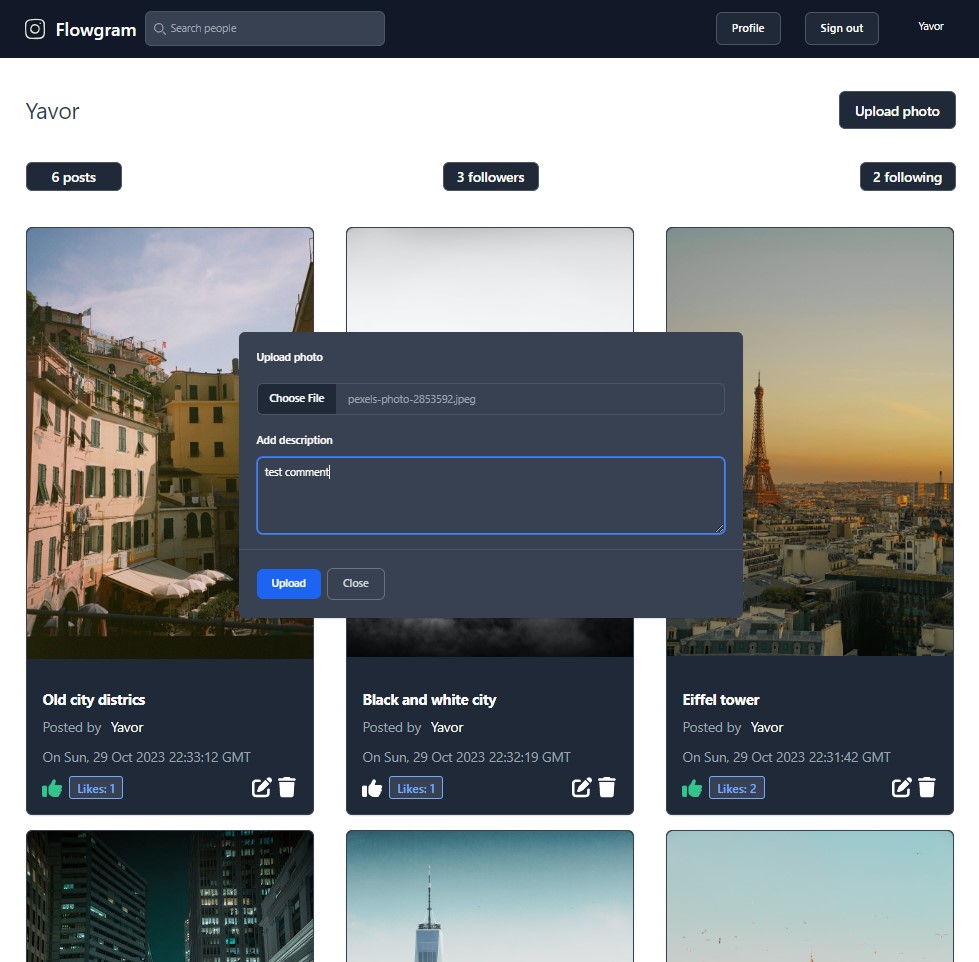 Flowgram
Search people
Profile
Sign out
Yavor
Yavor
Upload photo
6 posts
3 followers
2 following
Upload photo
Choose File
pexels-photo-2853592.jpeg
Add description
test comment
Upload
Close
Old city districs
Posted by Yavor
On Sun, 29 Oct 2023 22:33:12 GMT
Likes: 1
Black and white city
Posted by Yavor
On Sun, 29 Oct 2023 22:32:19 GMT
Likes: 1
Eiffel tower
Posted by Yavor
On Sun, 29 Oct 2023 22:31:42 GMT
Likes: 2